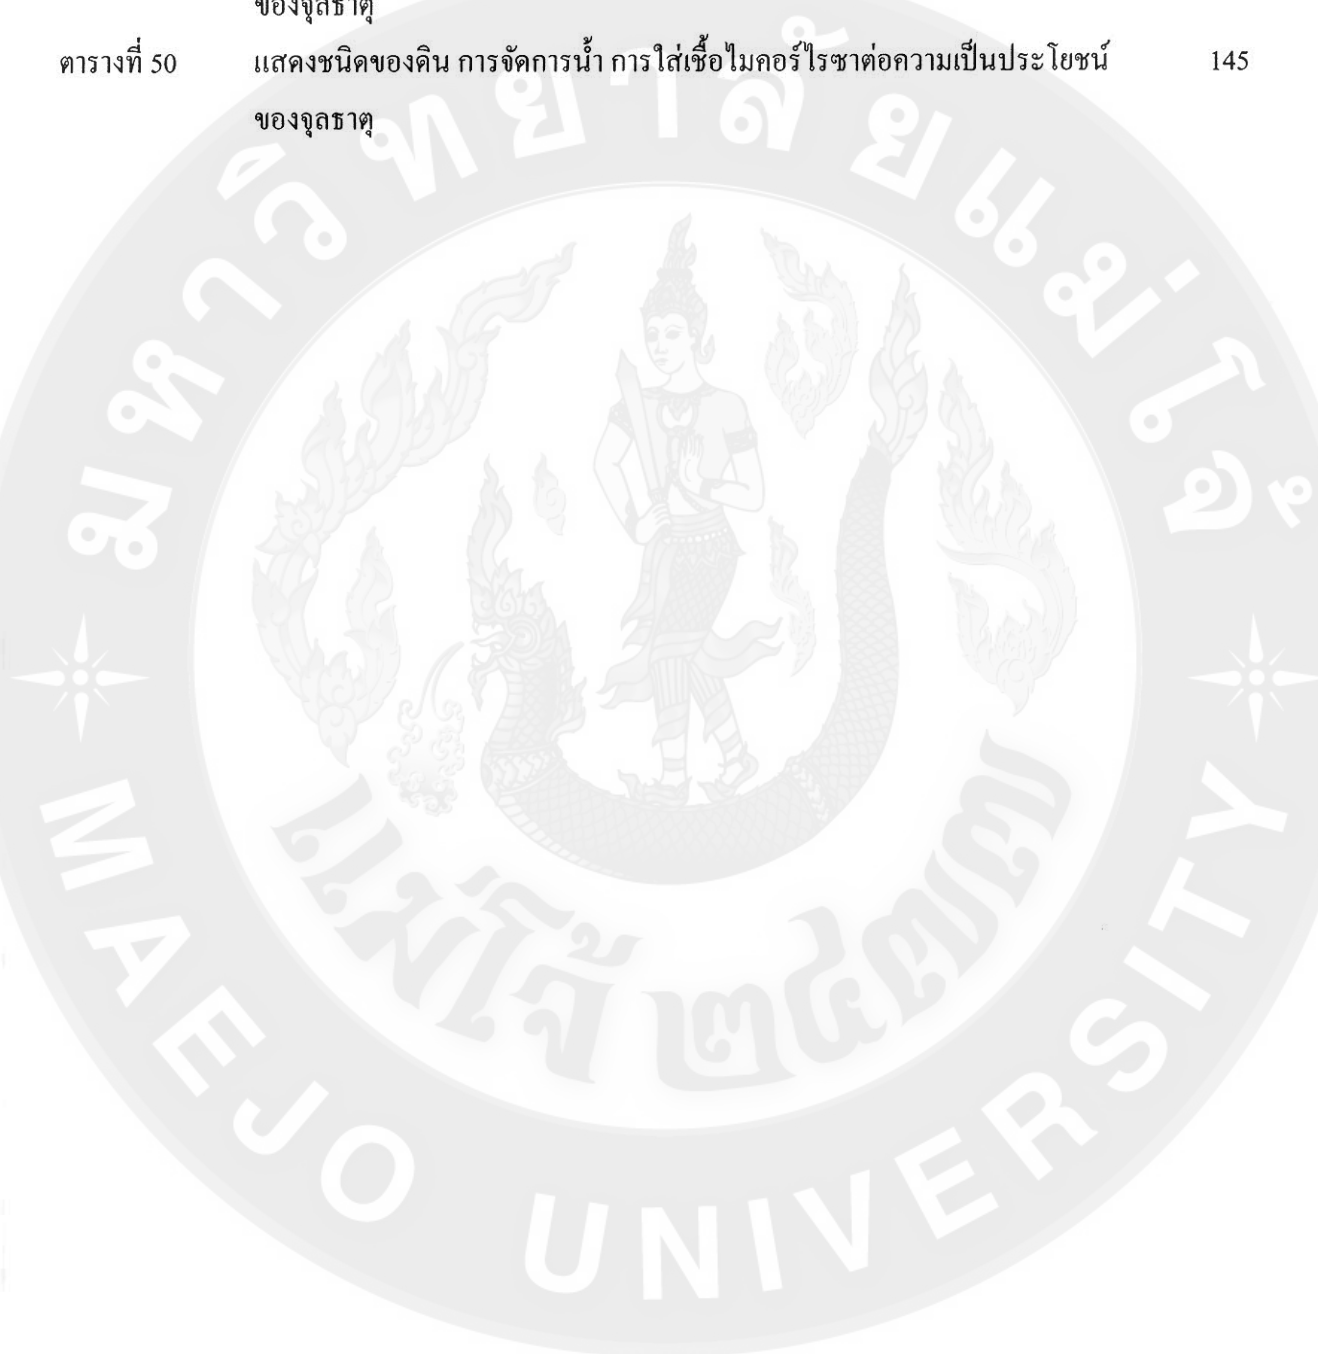 ของจุลธาตุ
ตารางที่ 50 แสดงชนิดของดิน การจัดการน้ำ การใส่เชื้อไมคอร์ไรซาต่อความเป็นประโยชน์ 145
ของจุลธาตุ
มหาวิทยาลัยแม่โจ้
แม่โจ้ ๒๔๗๗
MAEJO UNIVERSITY